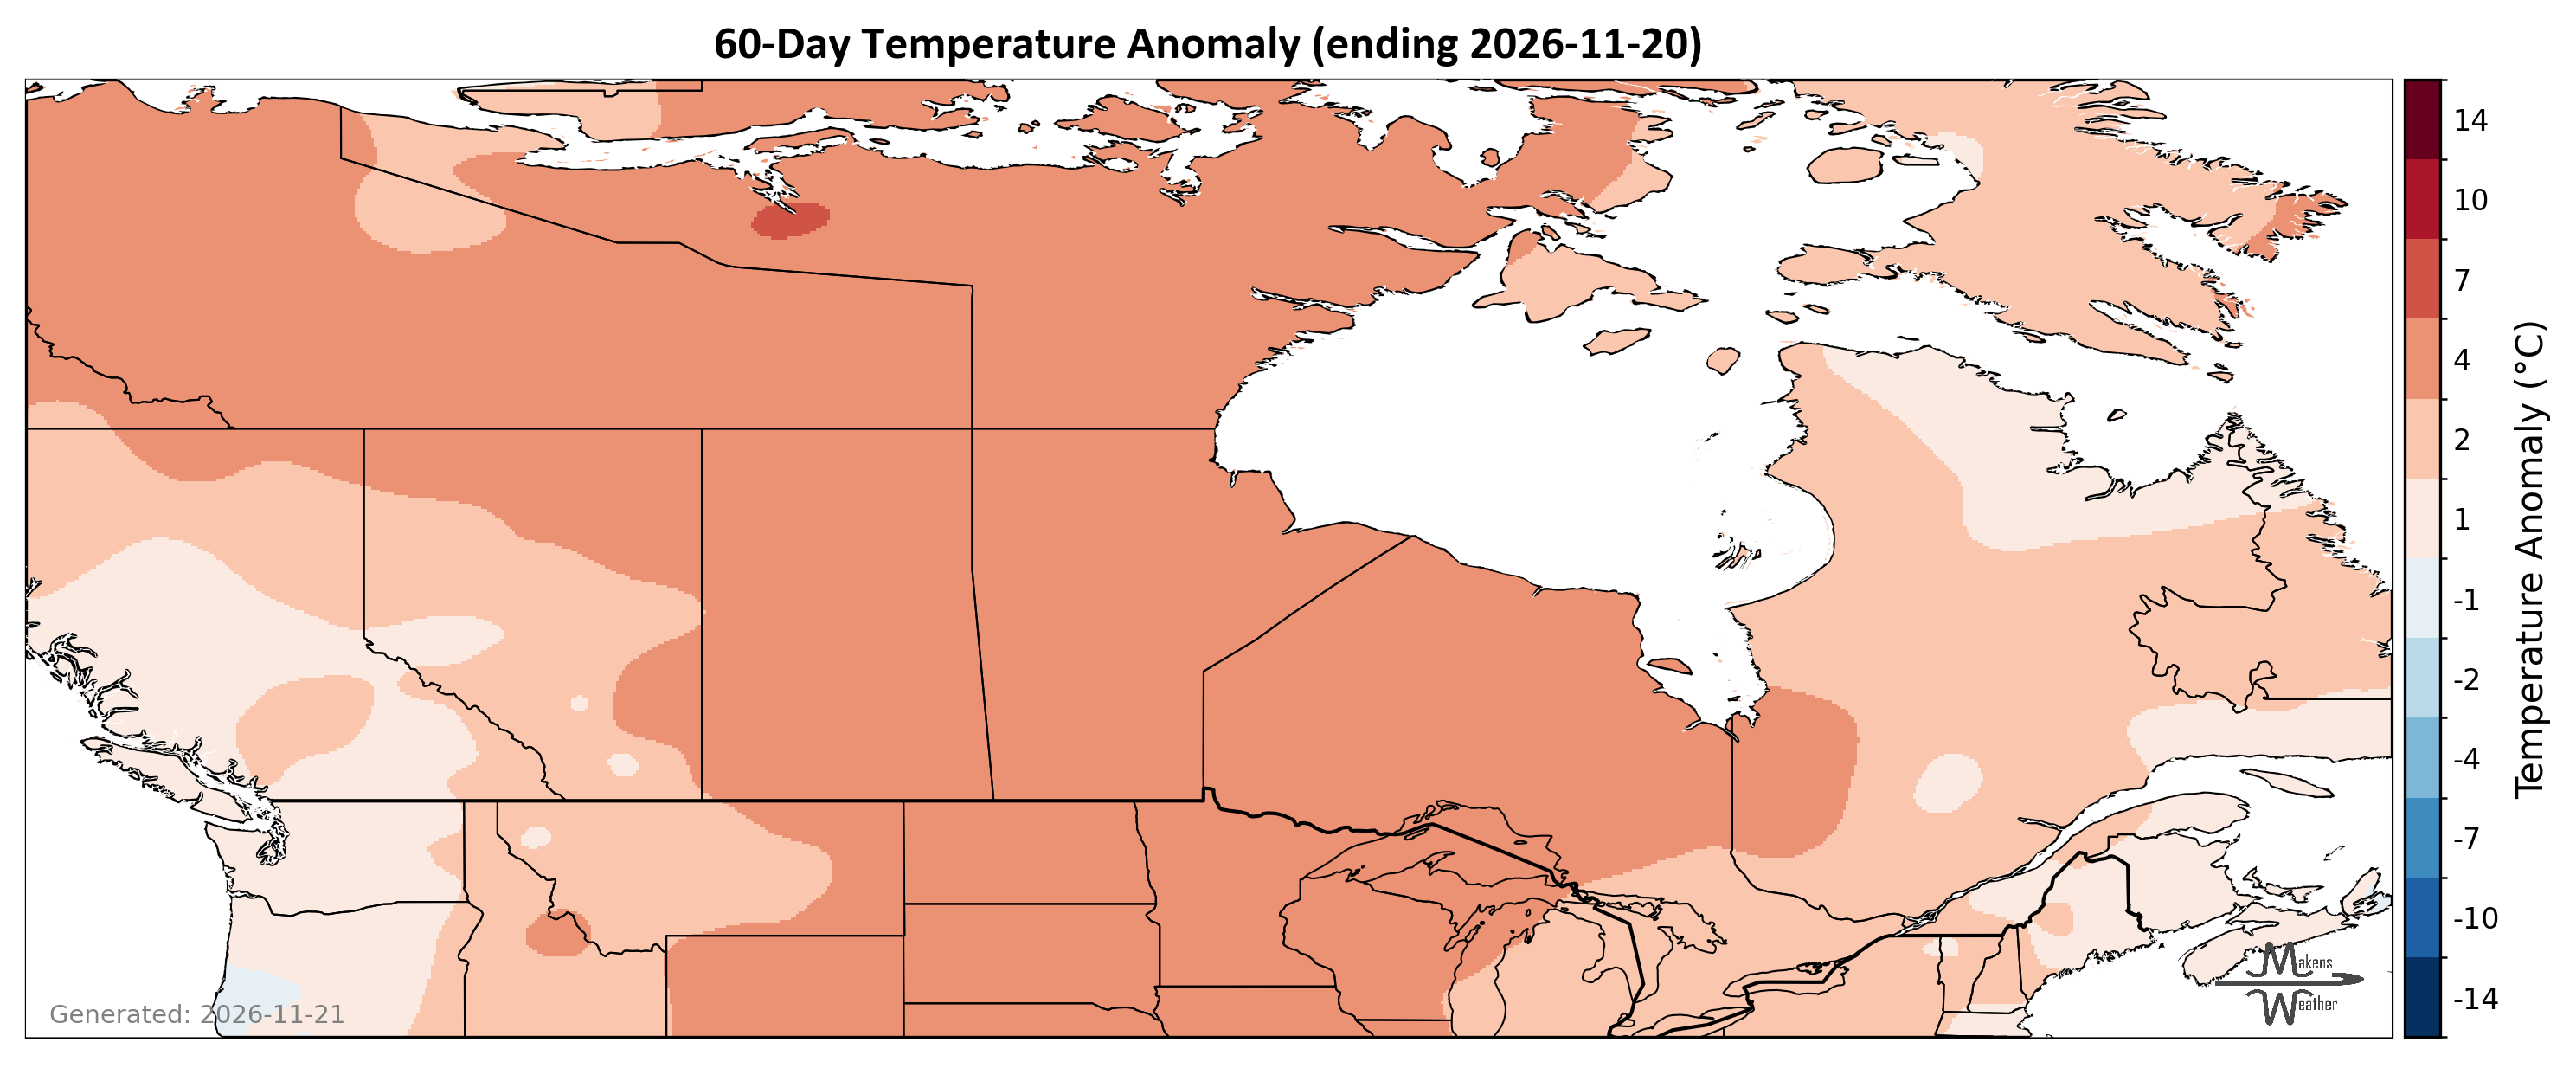 60-Day Temperature Anomaly (ending 2026-11-20)
14
10
7
4
2
1
-1
-2
-4
-7
-10
-14
Temperature Anomaly (°C)
Makens
Weather
Generated: 2026-11-21